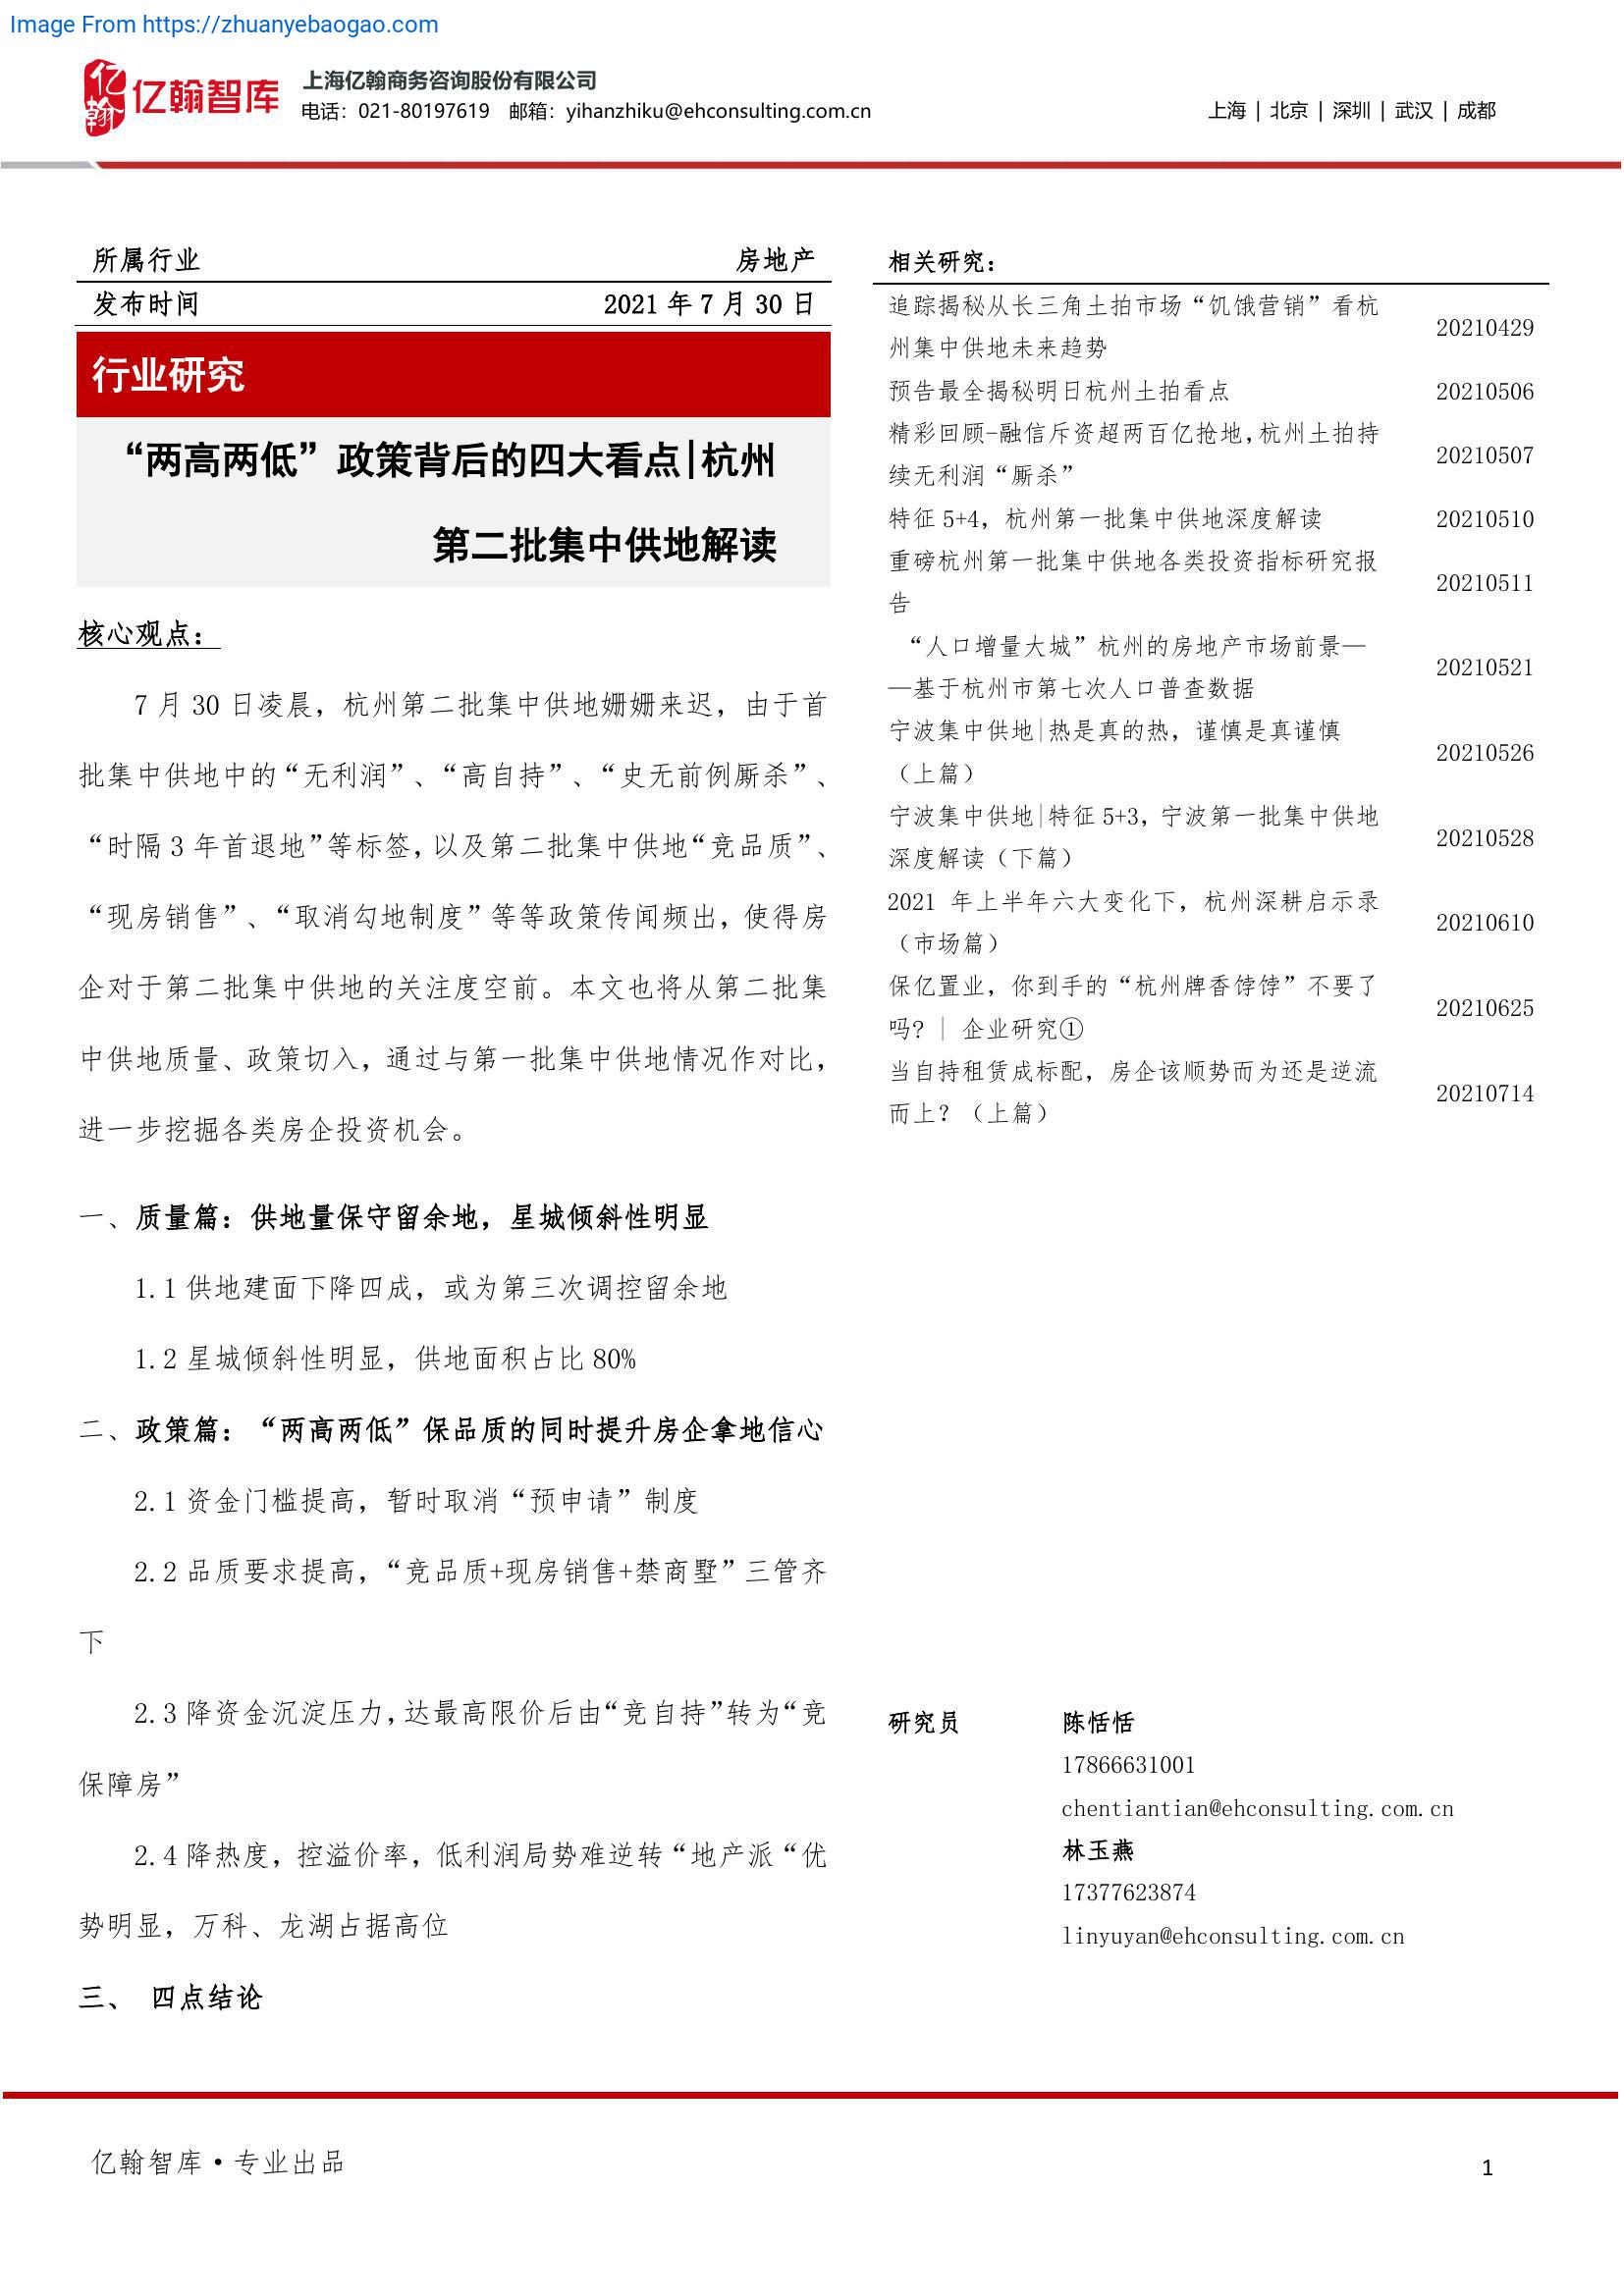 Image From https://zhuanyebaogao.com
亿翰
亿翰智库
上海亿翰商务咨询股份有限公司
电话：021-80197619 邮箱：yihanzhiku@ehconsulting.com.cn
上海 | 北京 | 深圳 | 武汉 | 成都
所属行业 房地产
发布时间 2021 年 7 月 30 日
行业研究
“两高两低”政策背后的四大看点|杭州
第二批集中供地解读
核心观点：
7 月 30 日凌晨，杭州第二批集中供地姗姗来迟，由于首
批集中供地中的“无利润”、“高自持”、“史无前例厮杀”、
“时隔 3 年首退地”等标签，以及第二批集中供地“竞品质”、
“现房销售”、“取消勾地制度”等等政策传闻频出，使得房
企对于第二批集中供地的关注度空前。本文也将从第二批集
中供地质量、政策切入，通过与第一批集中供地情况作对比，
进一步挖掘各类房企投资机会。
一、质量篇：供地量保守留余地，星城倾斜性明显
1.1 供地建面下降四成，或为第三次调控留余地
1.2 星城倾斜性明显，供地面积占比 80%
二、政策篇：“两高两低”保品质的同时提升房企拿地信心
2.1 资金门槛提高，暂时取消“预申请”制度
2.2 品质要求提高，“竞品质+现房销售+禁商墅”三管齐
下
2.3 降资金沉淀压力，达最高限价后由“竞自持”转为“竞
保障房”
2.4 降热度，控溢价率，低利润局势难逆转“地产派“优
势明显，万科、龙湖占据高位
三、 四点结论
相关研究：
追踪揭秘从长三角土拍市场“饥饿营销”看杭
州集中供地未来趋势 20210429
预告最全揭秘明日杭州土拍看点 20210506
精彩回顾-融信斥资超两百亿抢地，杭州土拍持
续无利润“厮杀” 20210507
特征 5+4，杭州第一批集中供地深度解读 20210510
重磅杭州第一批集中供地各类投资指标研究报
告 20210511
“人口增量大城”杭州的房地产市场前景—
—基于杭州市第七次人口普查数据 20210521
宁波集中供地|热是真的热，谨慎是真谨慎
（上篇） 20210526
宁波集中供地|特征 5+3，宁波第一批集中供地
深度解读（下篇） 20210528
2021 年上半年六大变化下，杭州深耕启示录
（市场篇） 20210610
保亿置业，你到手的“杭州牌香饽饽”不要了
吗？| 企业研究① 20210625
当自持租赁成标配，房企该顺势而为还是逆流
而上？（上篇） 20210714
研究员 陈恬恬
17866631001
chentiantian@ehconsulting.com.cn
林玉燕
17377623874
linyuyan@ehconsulting.com.cn
亿翰智库·专业出品
1